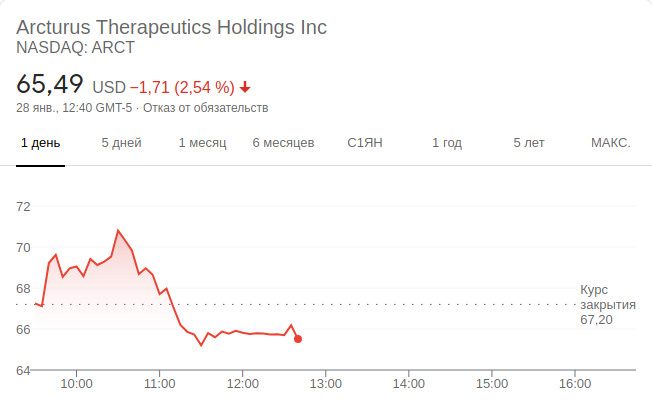 Arcturus Therapeutics Holdings Inc
NASDAQ: ARCT
65,49 USD −1,71 (2,54 %)
28 янв., 12:40 GMT-5 · Отказ от обязательств
1 день 5 дней 1 месяц 6 месяцев С1ЯН 1 год 5 лет МАКС.
72
70
68
Курс
закрытия
67,20
66
64
10:00 11:00 12:00 13:00 14:00 15:00 16:00